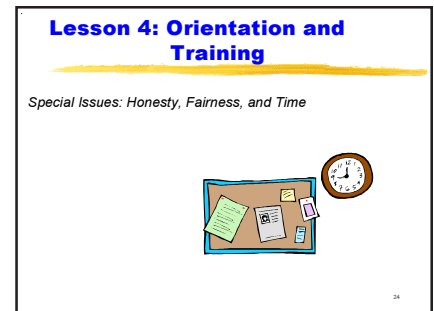 Lesson 4: Orientation and
Training
Special Issues: Honesty, Fairness, and Time
24